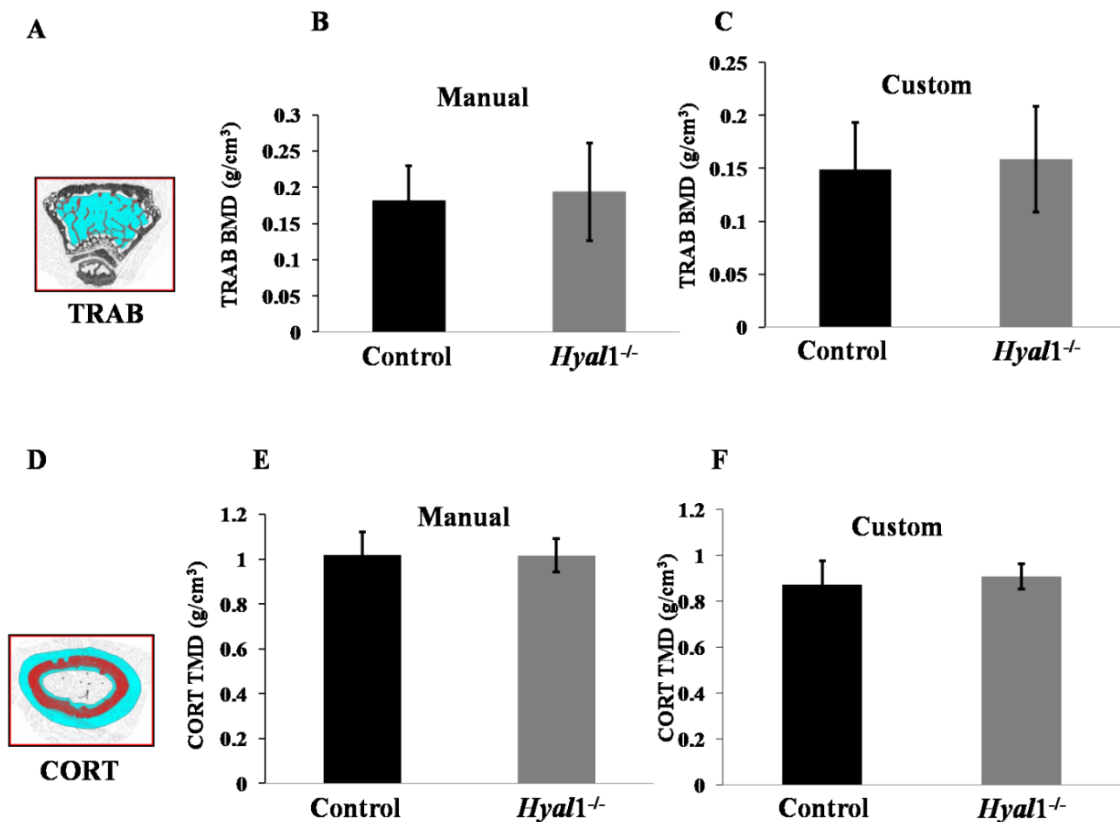 A
TRAB
B
Manual
TRAB BMD (g/cm³)
0.3
0.25
0.2
0.15
0.1
0.05
0
Control
Hyal1⁻/⁻
C
Custom
TRAB BMD (g/cm³)
0.25
0.2
0.15
0.1
0.05
0
Control
Hyal1⁻/⁻
D
CORT
E
Manual
CORT TMD (g/cm³)
1.2
1
0.8
0.6
0.4
0.2
0
Control
Hyal1⁻/⁻
F
Custom
CORT TMD (g/cm³)
1.2
1
0.8
0.6
0.4
0.2
0
Control
Hyal1⁻/⁻